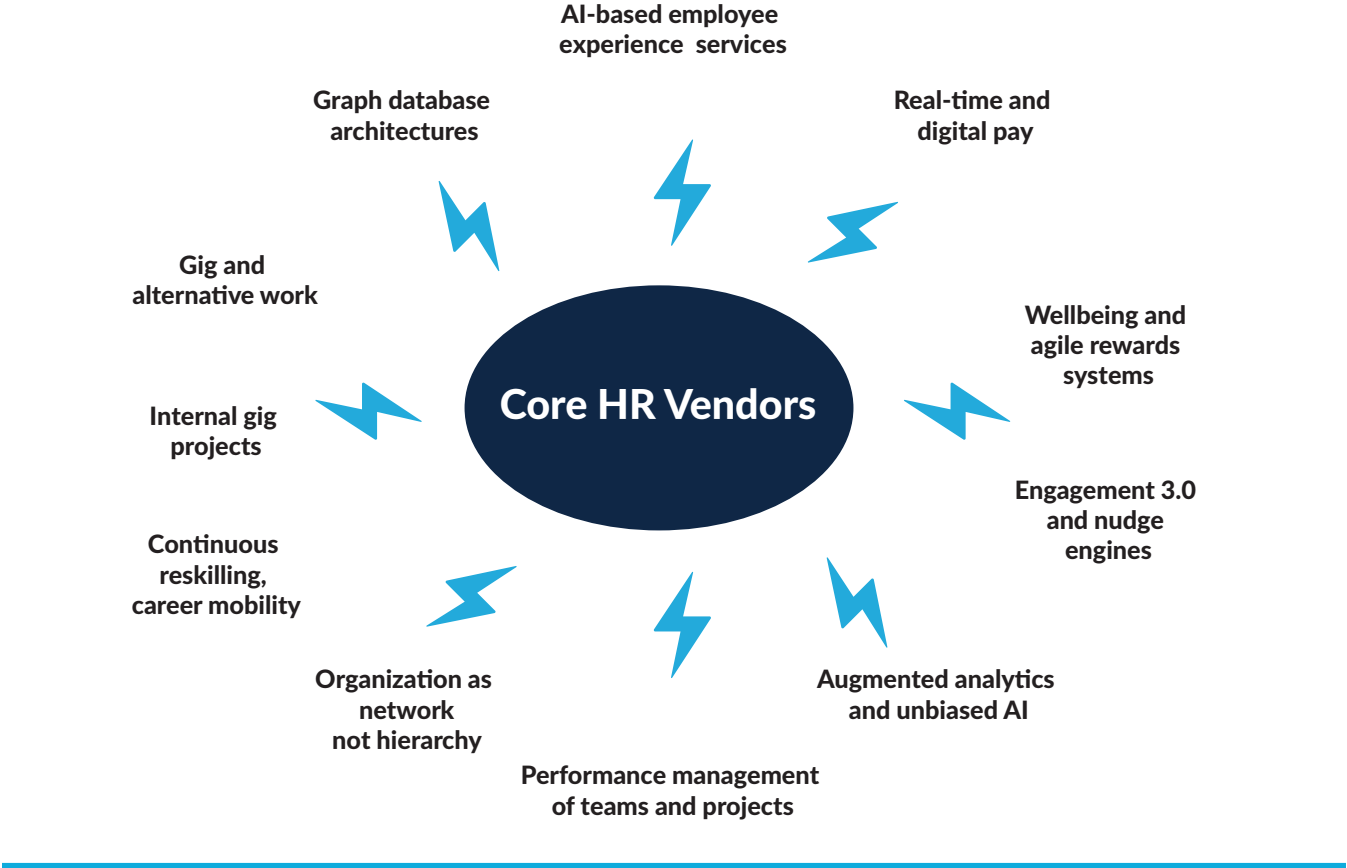 AI-based employee
experience services
Graph database
architectures
Real-time and
digital pay
Gig and
alternative work
Wellbeing and
agile rewards
systems
Core HR Vendors
Internal gig
projects
Engagement 3.0
and nudge
engines
Continuous
reskilling,
career mobility
Organization as
network
not hierarchy
Augmented analytics
and unbiased AI
Performance management
of teams and projects